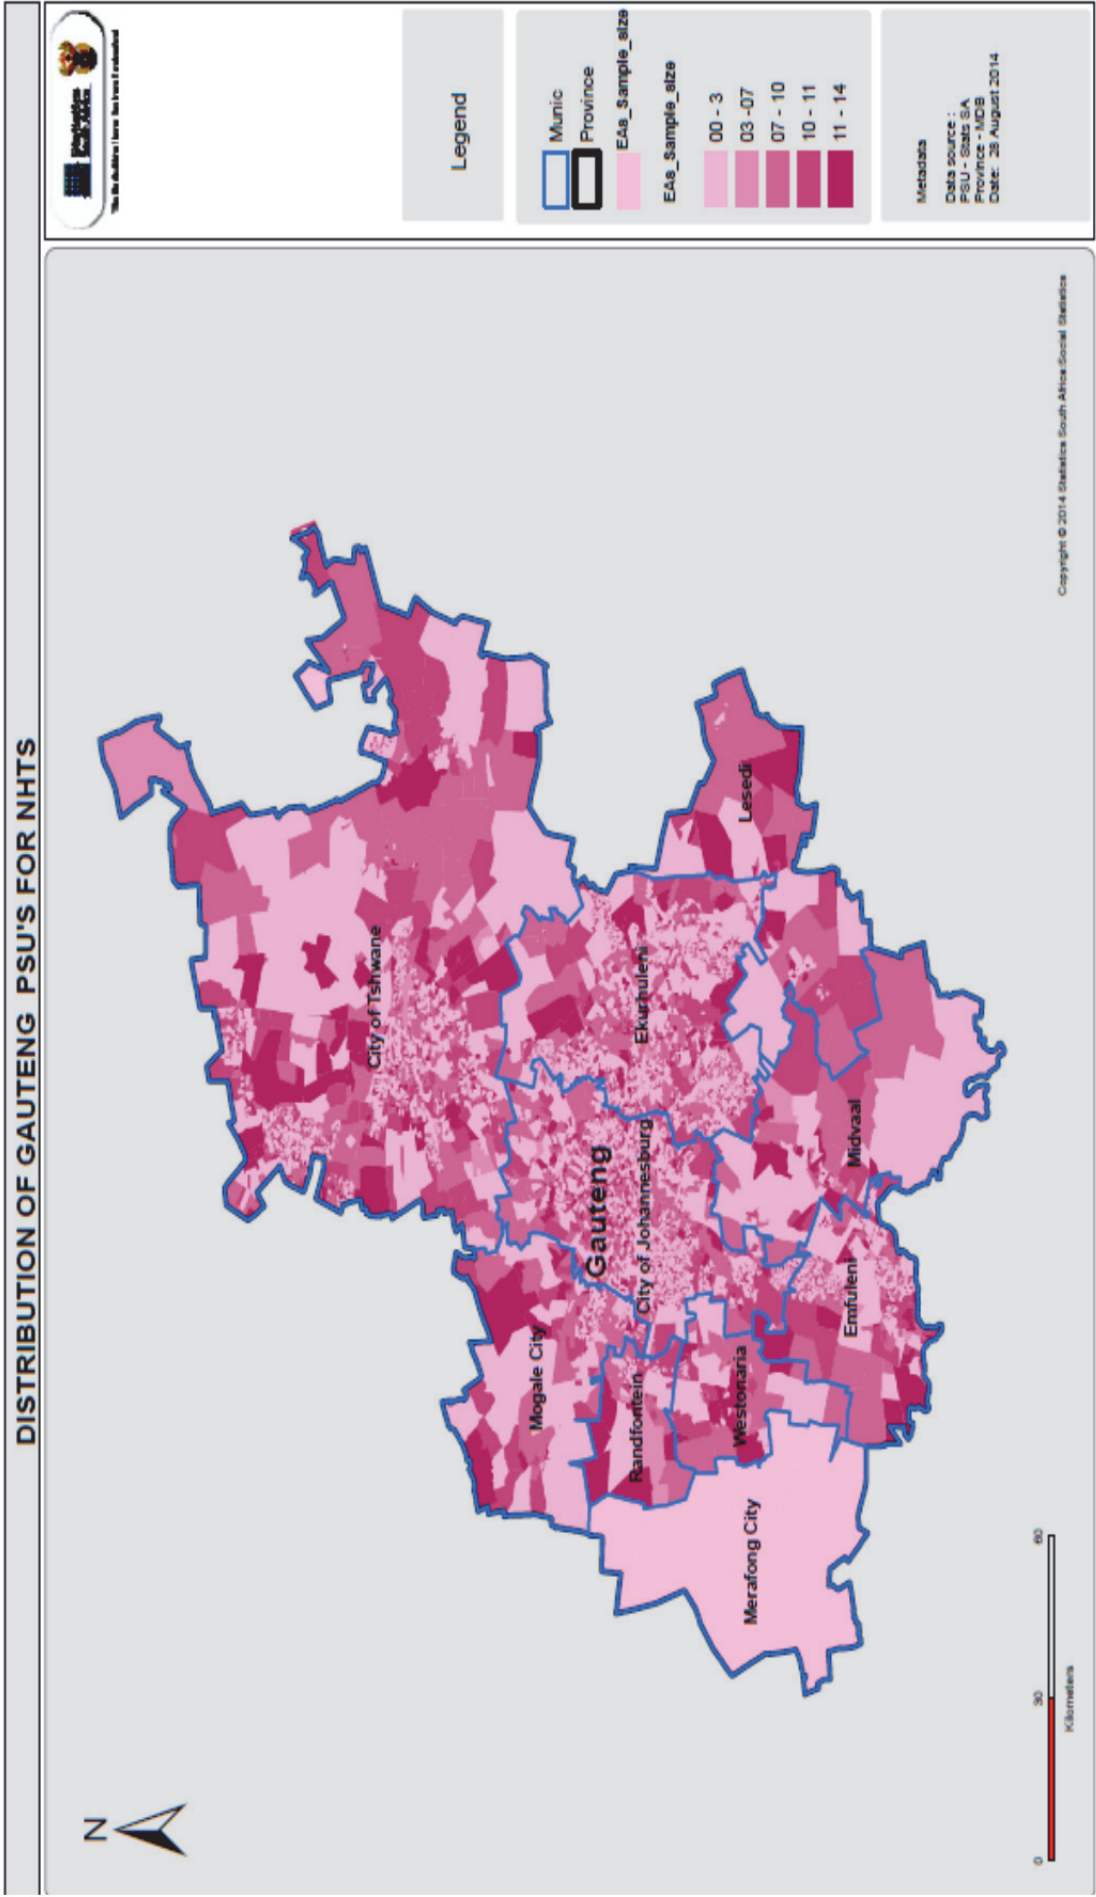 DISTRIBUTION OF GAUTENG PSU'S FOR NHTS
N
City of Tshwane
Mogale City
Gauteng
Ekurhuleni
City of Johannesburg
Randfontein
Lesedi
Westonaria
Merafong City
Midvaal
Emfuleni
0 30 60
Kilometers
Copyright © 2014 Statistics South Africa:Social Statistics
Legend
Munic
Province
EAs_Sample_size
EAs_Sample_size
00 - 3
03 -07
07 - 10
10 - 11
11 - 14
Metadata
Data source :
PSU - Stats SA
Province - MDB
Date: 28 August 2014